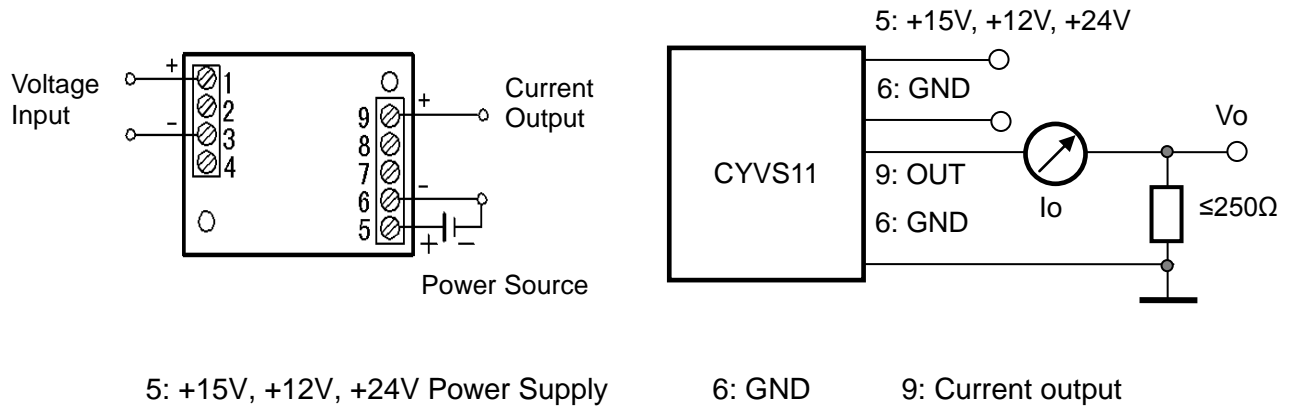 Voltage
Input
+
-
1
2
3
4
9
8
7
6
5
+
-
+
-
Current
Output
Power Source
CYVS11
5: +15V, +12V, +24V
6: GND
9: OUT
6: GND
Io
Vo
≤250Ω
5: +15V, +12V, +24V Power Supply 6: GND 9: Current output